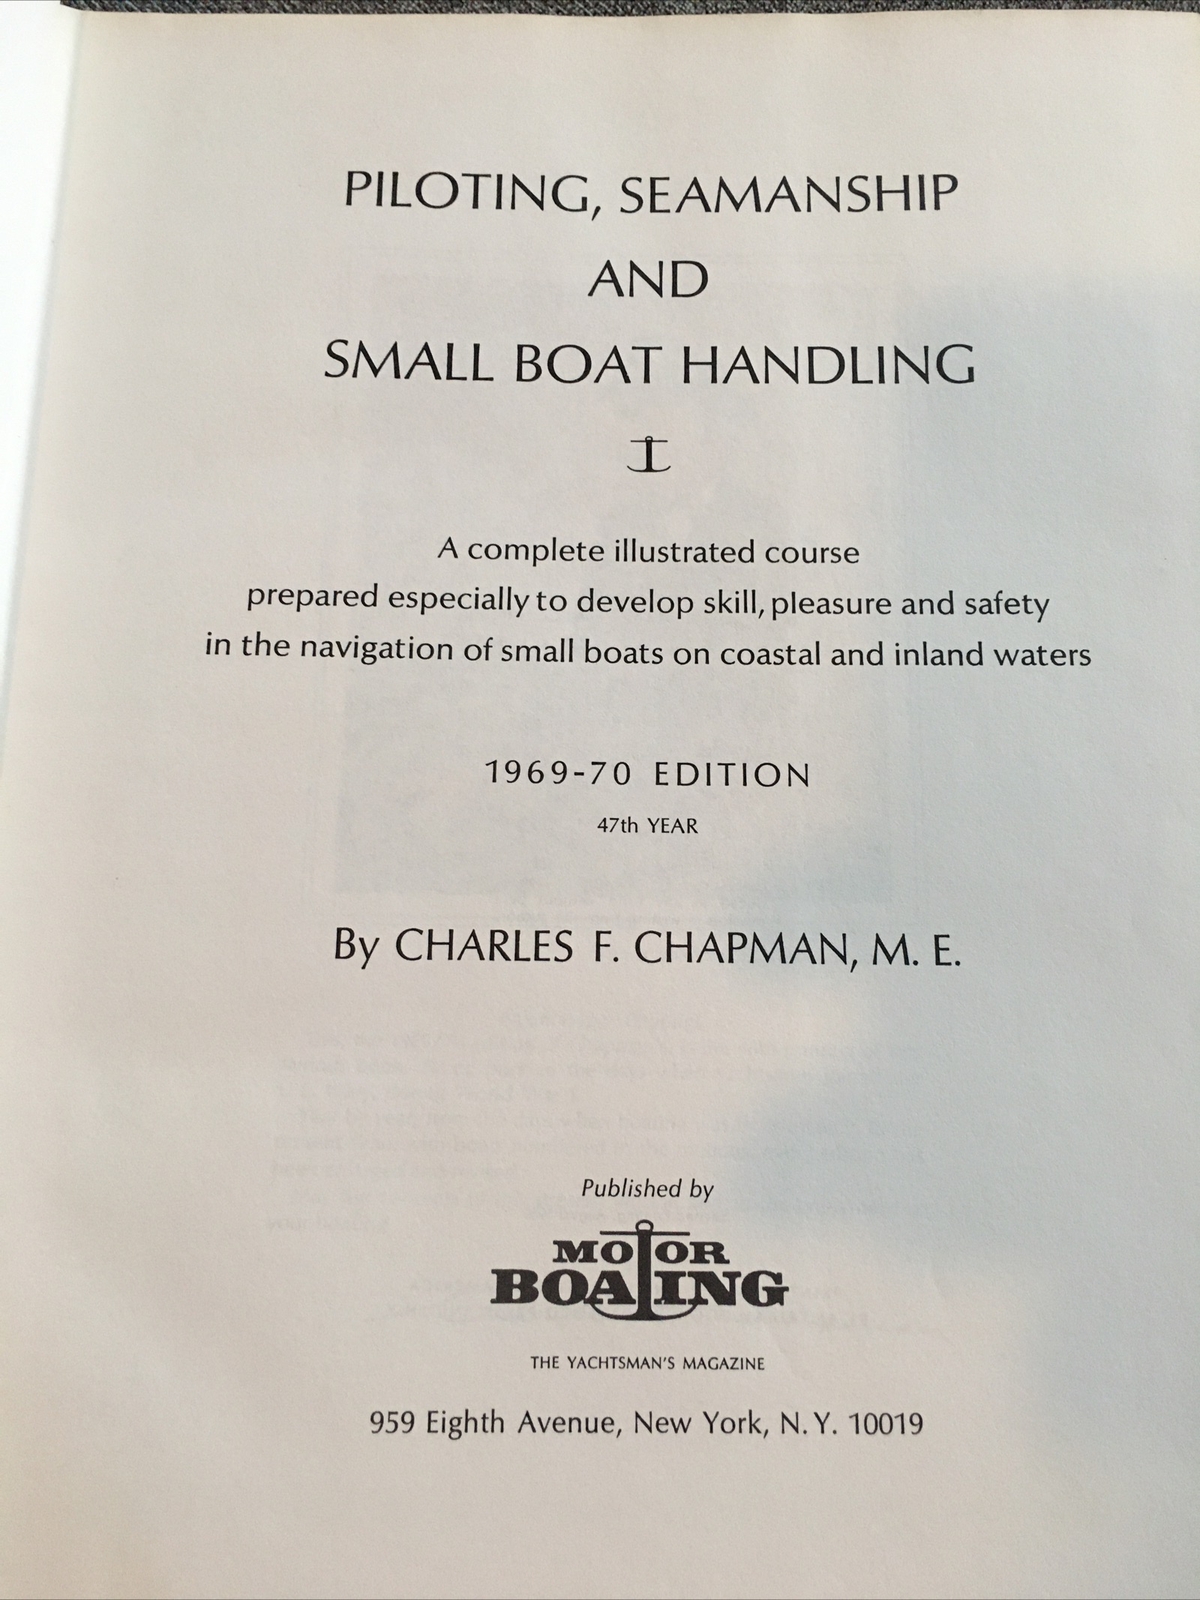 PILOTING, SEAMANSHIP
AND
SMALL BOAT HANDLING
A complete illustrated course
prepared especially to develop skill, pleasure and safety
in the navigation of small boats on coastal and inland waters
1969-70 EDITION
47th YEAR
By CHARLES F. CHAPMAN, M. E.
Published by
MOTOR
BOATING
THE YACHTSMAN'S MAGAZINE
959 Eighth Avenue, New York, N. Y. 10019